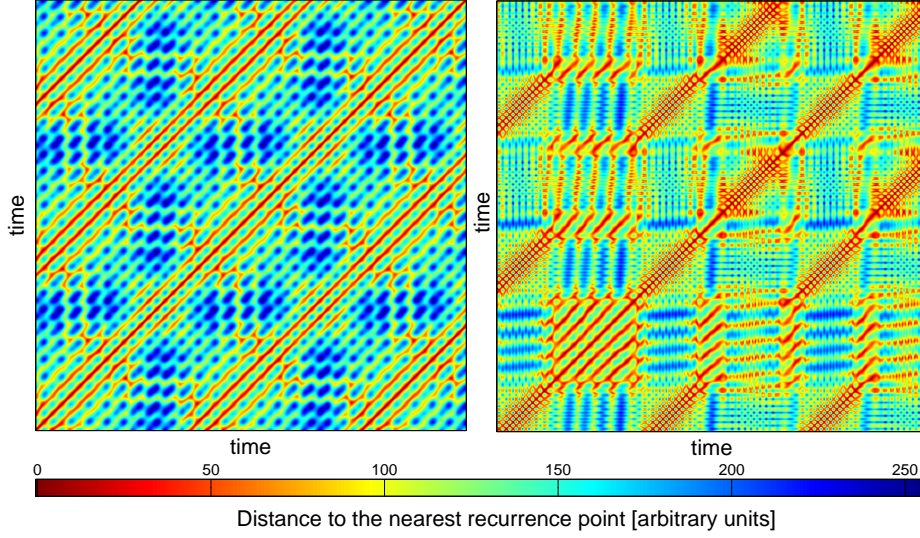 time
time
time
time
0
50
100
150
200
250
Distance to the nearest recurrence point [arbitrary units]